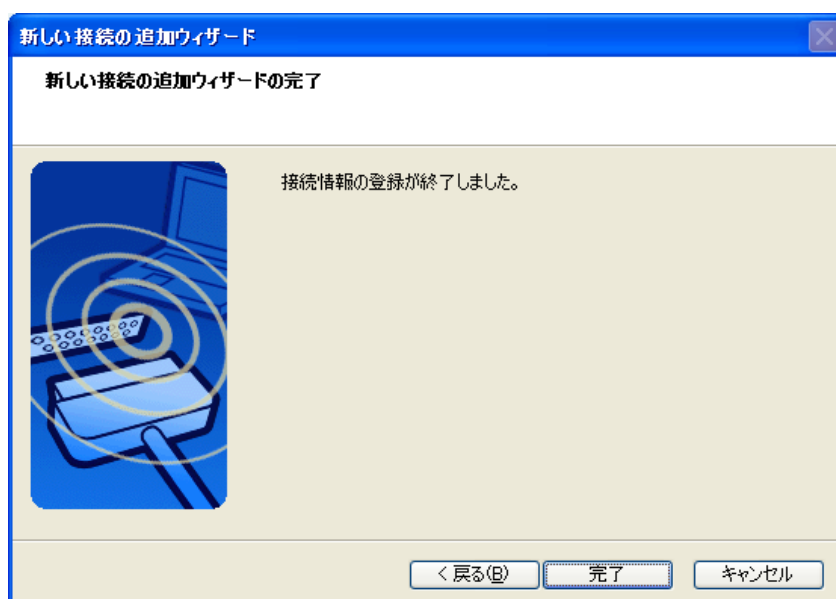 新しい接続の追加ウィザード
新しい接続の追加ウィザードの完了
接続情報の登録が終了しました。
< 戻る(B)
完了
キャンセル